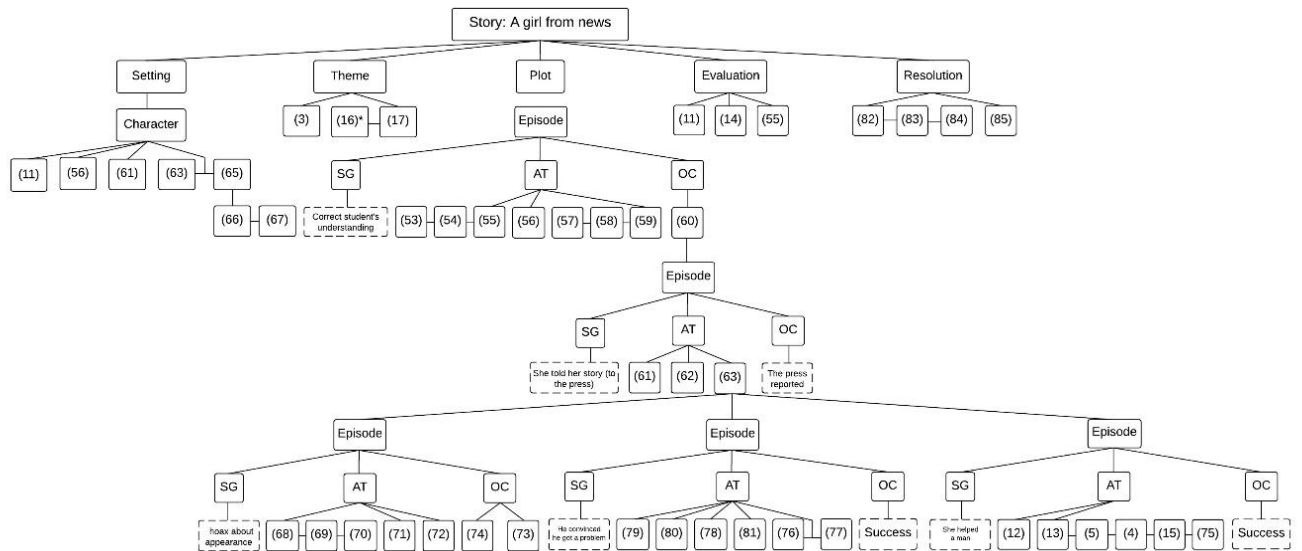 Story: A girl from news
Setting
Theme
Plot
Evaluation
Resolution
(3)
(16)*
(17)
(11)
(14)
(55)
(82)
(83)
(84)
(85)
Character
Episode
(11)
(56)
(61)
(63)
(65)
SG
AT
OC
(66)
(67)
Correct student's
understanding
(53)
(54)
(55)
(56)
(57)
(58)
(59)
(60)
Episode
SG
AT
OC
She told her story (to
the press)
(61)
(62)
(63)
The press
reported
Episode
Episode
Episode
SG
AT
OC
SG
AT
OC
SG
AT
OC
hoax about
appearance
(68)
(69)
(70)
(71)
(72)
(74)
(73)
He convinced
he got a problem
(79)
(80)
(78)
(81)
(76)
(77)
Success
She helped
a man
(12)
(13)
(5)
(4)
(15)
(75)
Success